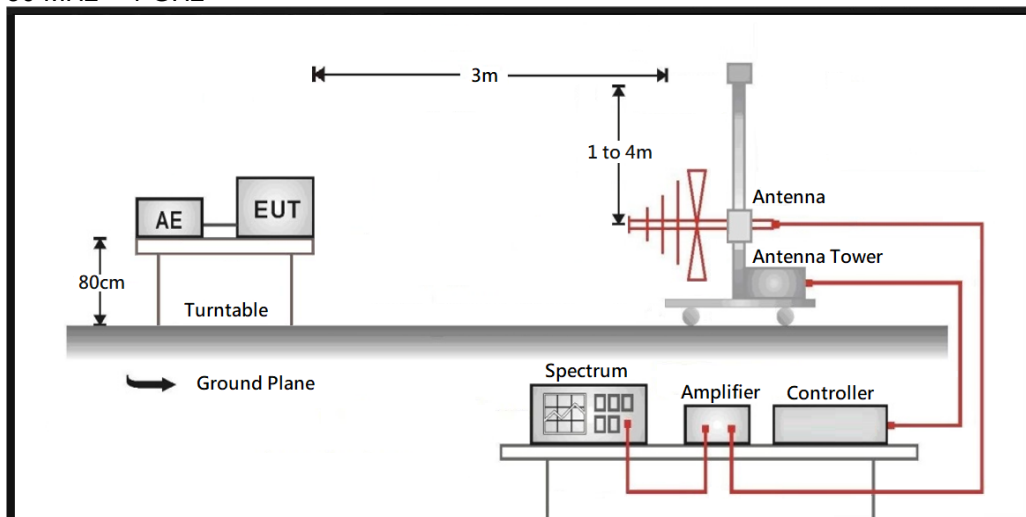 3m
1 to 4m
Antenna
EUT
AE
Antenna Tower
80cm
Turntable
Ground Plane
Spectrum
Amplifier
Controller